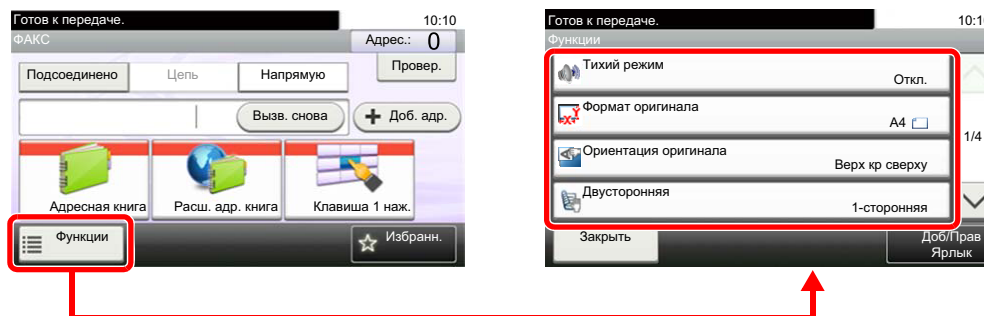 Готов к передаче.
10:10
ФАКС
Адрес.: 0
Подсоединено
Цепь
Напрямую
Провер.
Вызв. снова
Доб. адр.
Адресная книга
Расш. адр. книга
Клавиша 1 наж.
Функции
Избранн.
Готов к передаче.
Функции
Тихий режим
Откл.
Формат оригинала
A4
1/4
Ориентация оригинала
Верх кр сверху
Двусторонняя
1-сторонняя
Закрыть
Доб/Прав
Ярлык